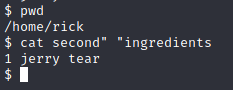 $ pwd
/home/rick
$ cat second" "ingredients
1 jerry tear
$